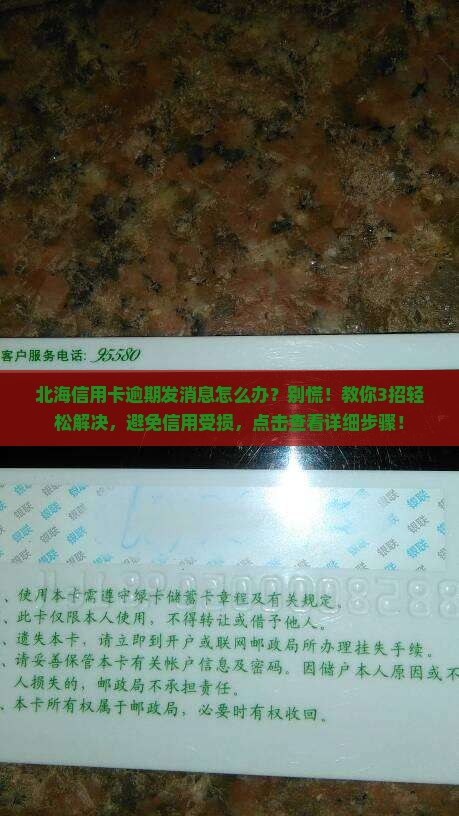 客户服务电话：95580
北海信用卡逾期发消息怎么办？别慌！教你3招轻
松解决，避免信用受损，点击查看详细步骤！
银联 银联 银联 银联
、使用本卡需遵守绿卡储蓄卡章程及有关规定。
、此卡仅限本人使用，不得转让或借予他人。
、遗失本卡，请立即到开户或联网邮政局所办理挂失手续。
、请妥善保管本卡有关帐户信息及密码。因储户本人原因或不
人损失的，邮政局不承担责任。
、本卡所有权属于邮政局，必要时有权收回。